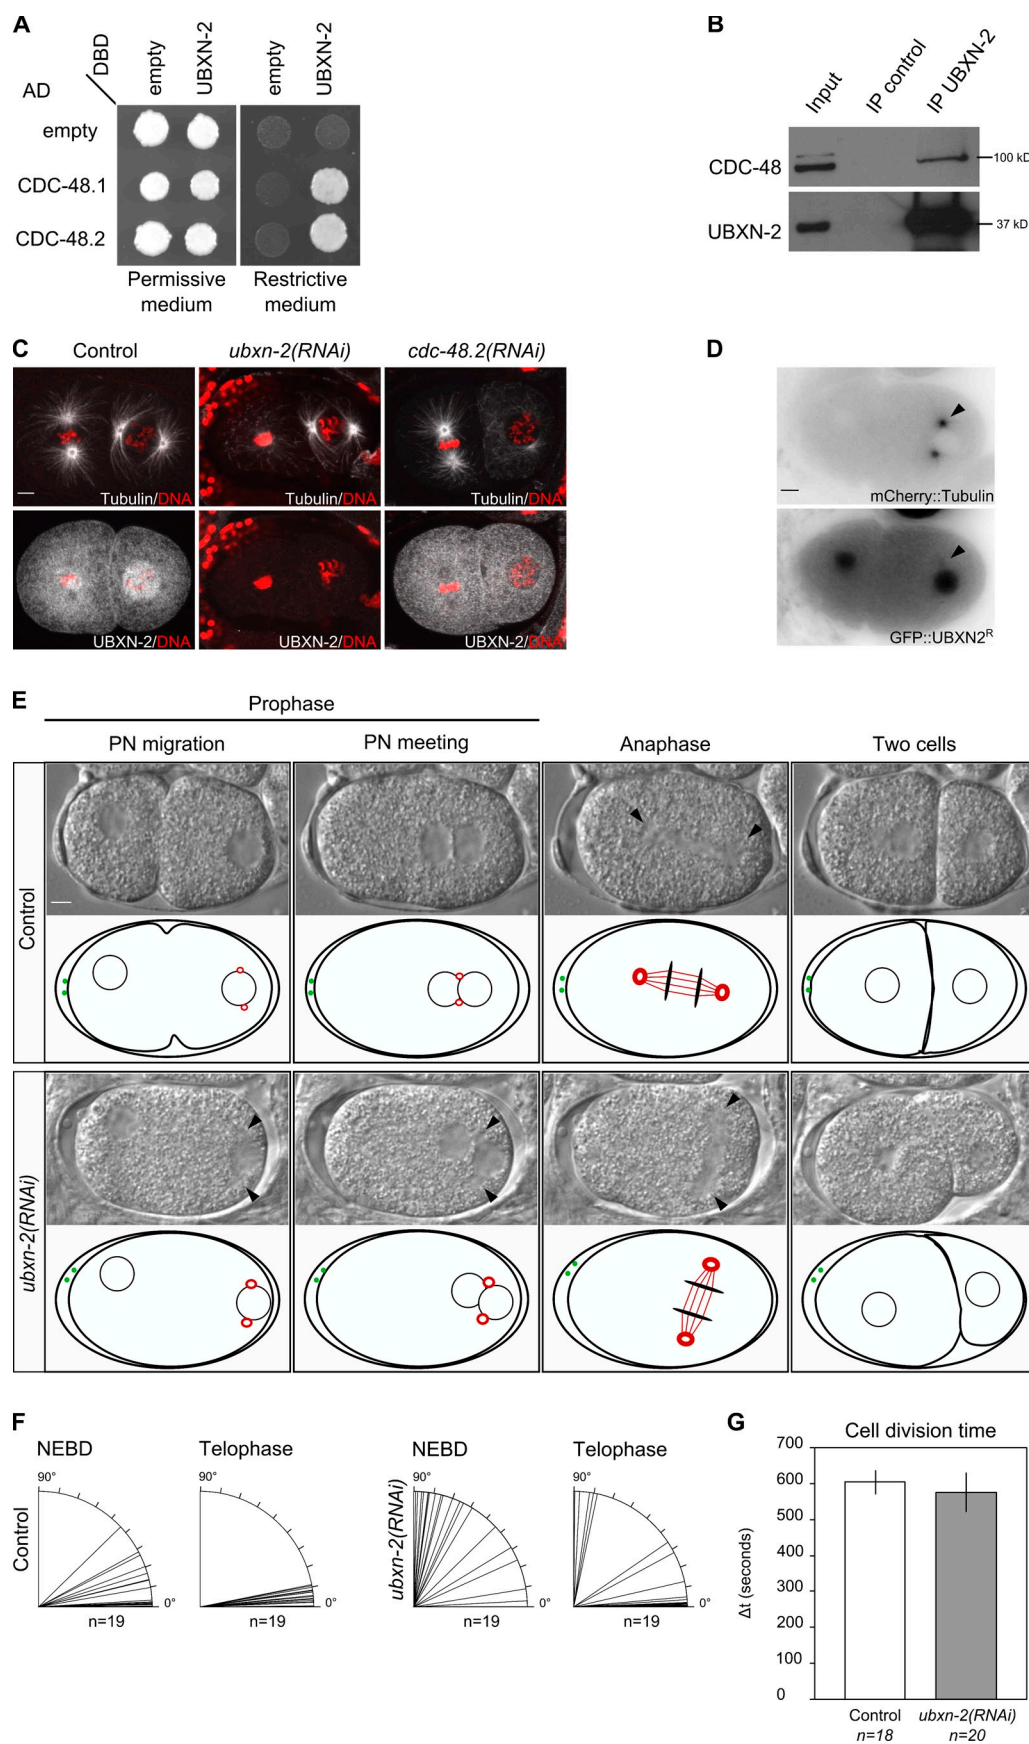 A
DBD
empty
UBXN-2
empty
UBXN-2
AD
empty
CDC-48.1
CDC-48.2
Permissive
medium
Restrictive
medium
B
Input
IP control
IP UBXN-2
CDC-48
100 kD
UBXN-2
37 kD
C
Control
ubxn-2(RNAi)
cdc-48.2(RNAi)
Tubulin/DNA
Tubulin/DNA
Tubulin/DNA
UBXN-2/DNA
UBXN-2/DNA
UBXN-2/DNA
D
mCherry::Tubulin
GFP::UBXN2R
E
Prophase
PN migration
PN meeting
Anaphase
Two cells
Control
ubxn-2(RNAi)
F
NEBD
Telophase
NEBD
Telophase
Control
90°
0°
n=19
90°
0°
n=19
ubxn-2(RNAi)
90°
0°
n=19
90°
0°
n=19
G
Cell division time
Δt (seconds)
700
600
500
400
300
200
100
0
Control
n=18
ubxn-2(RNAi)
n=20